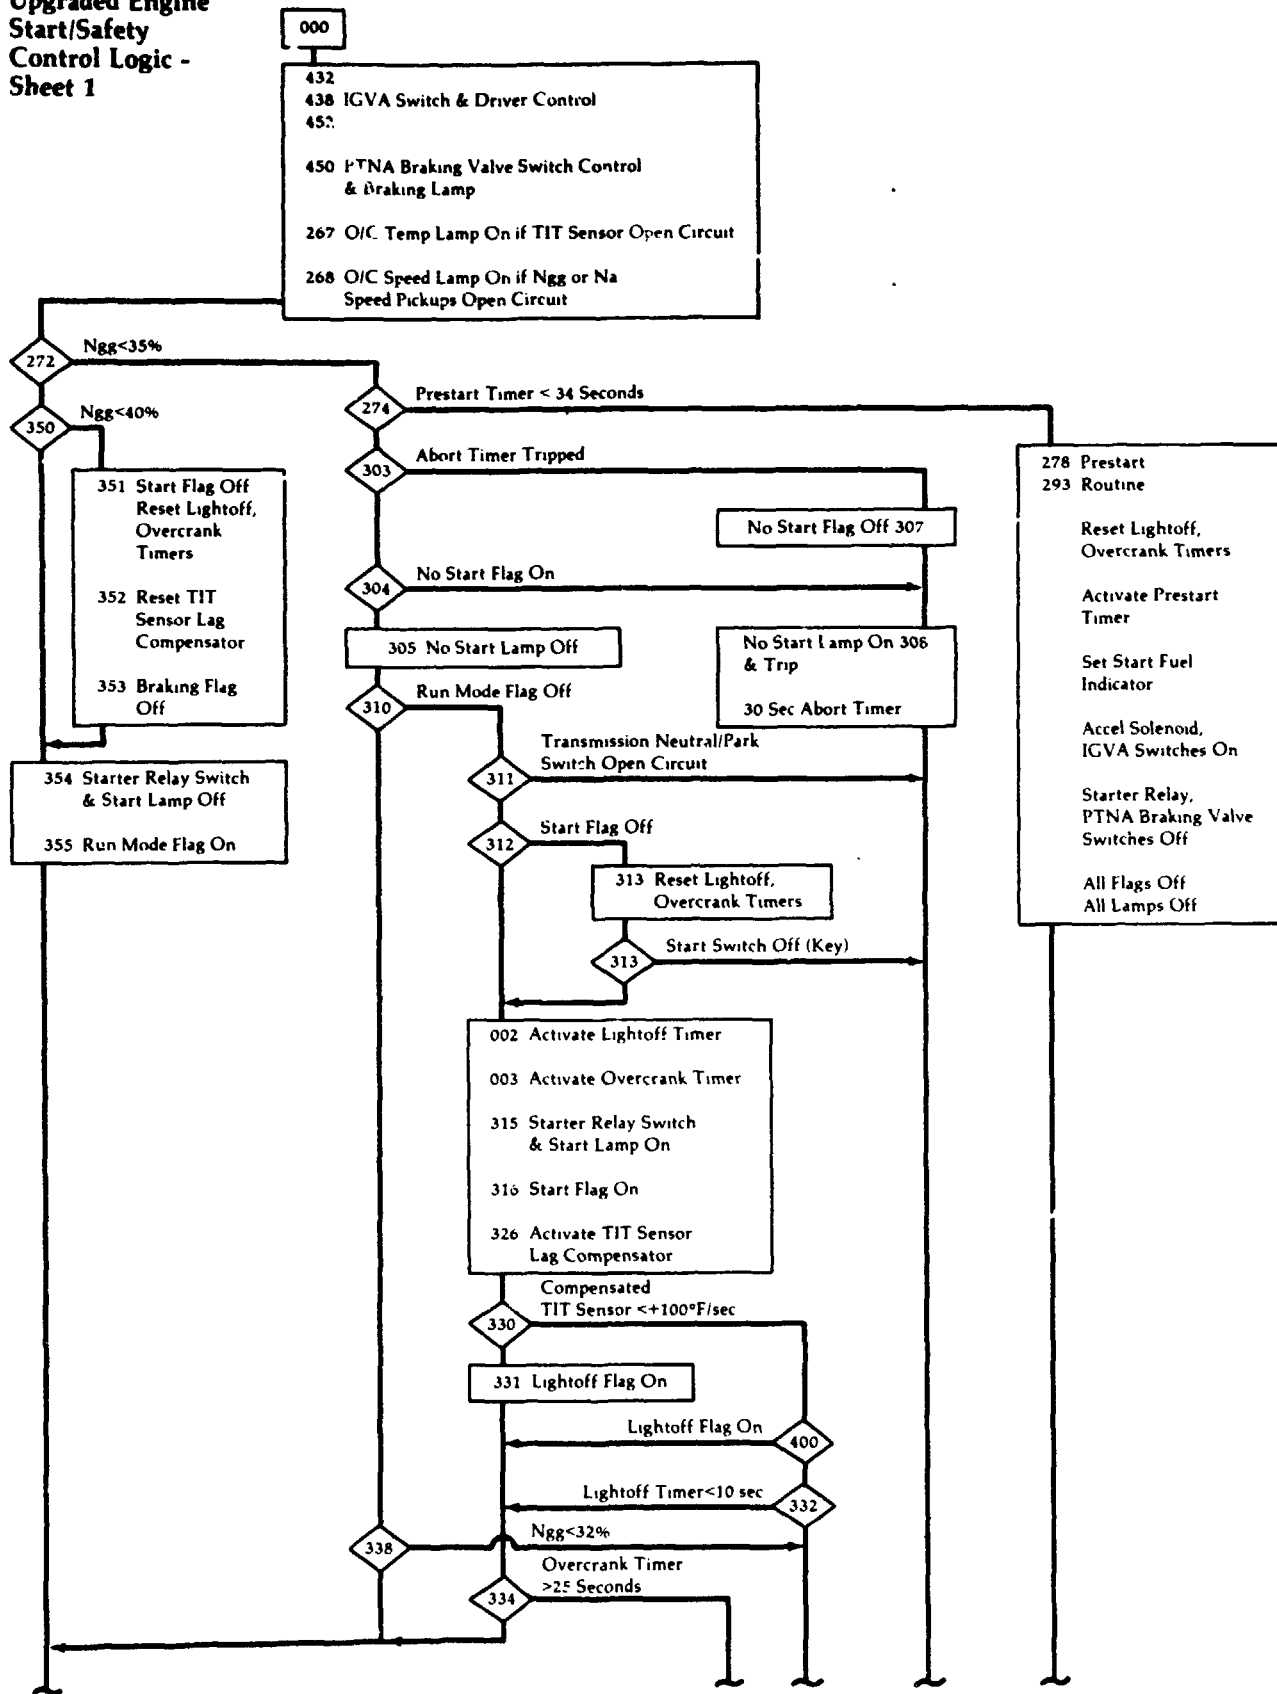 Upgraded Engine
Start/Safety
Control Logic -
Sheet 1
000
432
438 IGVA Switch & Driver Control
452
450 PTNA Braking Valve Switch Control
& Braking Lamp
267 O/C Temp Lamp On if TIT Sensor Open Circuit
268 O/C Speed Lamp On if Ngg or Na
Speed Pickups Open Circuit
272
Ngg<35%
350
Ngg<40%
351 Start Flag Off
Reset Lightoff,
Overcrank
Timers
352 Reset TIT
Sensor Lag
Compensator
353 Braking Flag
Off
354 Starter Relay Switch
& Start Lamp Off
355 Run Mode Flag On
274
Prestart Timer < 34 Seconds
303
Abort Timer Tripped
No Start Flag Off 307
304
No Start Flag On
305 No Start Lamp Off
No Start Lamp On 306
& Trip
30 Sec Abort Timer
310
Run Mode Flag Off
Transmission Neutral/Park
Switch Open Circuit
311
312
Start Flag Off
313 Reset Lightoff,
Overcrank Timers
313
Start Switch Off (Key)
278 Prestart
293 Routine
Reset Lightoff,
Overcrank Timers
Activate Prestart
Timer
Set Start Fuel
Indicator
Accel Solenoid,
IGVA Switches On
Starter Relay,
PTNA Braking Valve
Switches Off
All Flags Off
All Lamps Off
002 Activate Lightoff Timer
003 Activate Overcrank Timer
315 Starter Relay Switch
& Start Lamp On
316 Start Flag On
326 Activate TIT Sensor
Lag Compensator
Compensated
TIT Sensor <+100°F/sec
330
331 Lightoff Flag On
Lightoff Flag On
400
Lightoff Timer<10 sec
332
338
Ngg<32%
Overcrank Timer
>25 Seconds
334